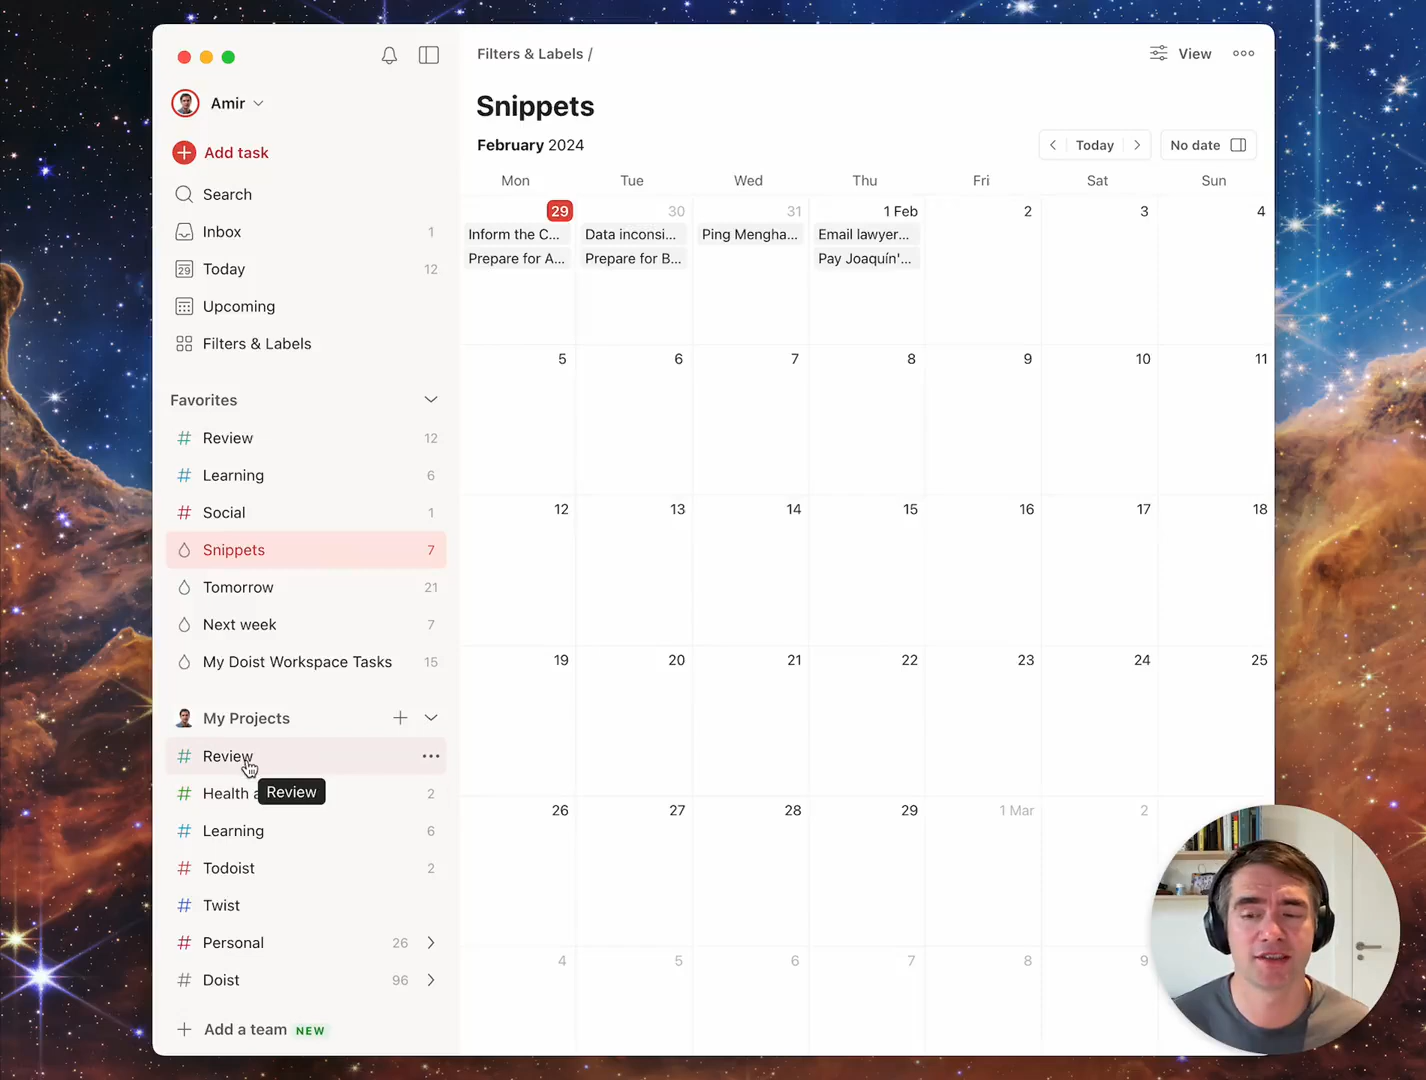 Amir
Add task
Search
Inbox 1
29 Today 12
Upcoming
Filters & Labels
Favorites
# Review 12
# Learning 6
# Social 1
Snippets 7
Tomorrow 21
Next week 7
My Doist Workspace Tasks 15
My Projects
# Review
Review
# Health 2
# Learning 6
# Todoist 2
# Twist
# Personal 26
# Doist 96
Add a team NEW
Filters & Labels /
View
Snippets
February 2024
Today
No date
Mon Tue Wed Thu Fri Sat Sun
29 30 31 1 Feb 2 3 4
Inform the C... Data inconsi... Ping Mengha... Email lawyer...
Prepare for A... Prepare for B... Pay Joaquín'...
5 6 7 8 9 10 11
12 13 14 15 16 17 18
19 20 21 22 23 24 25
26 27 28 29 1 Mar 2
4 5 6 7 8 9